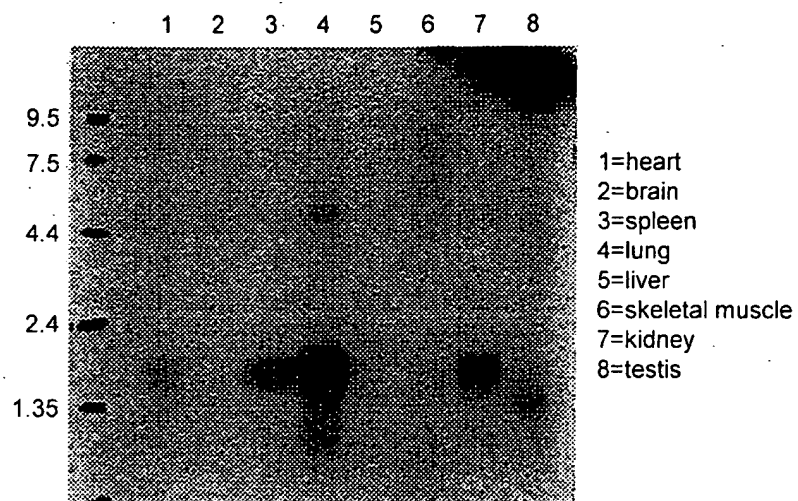 1 2 3 4 5 6 7 8
9.5
7.5
4.4
2.4
1.35
1=heart
2=brain
3=spleen
4=lung
5=liver
6=skeletal muscle
7=kidney
8=testis